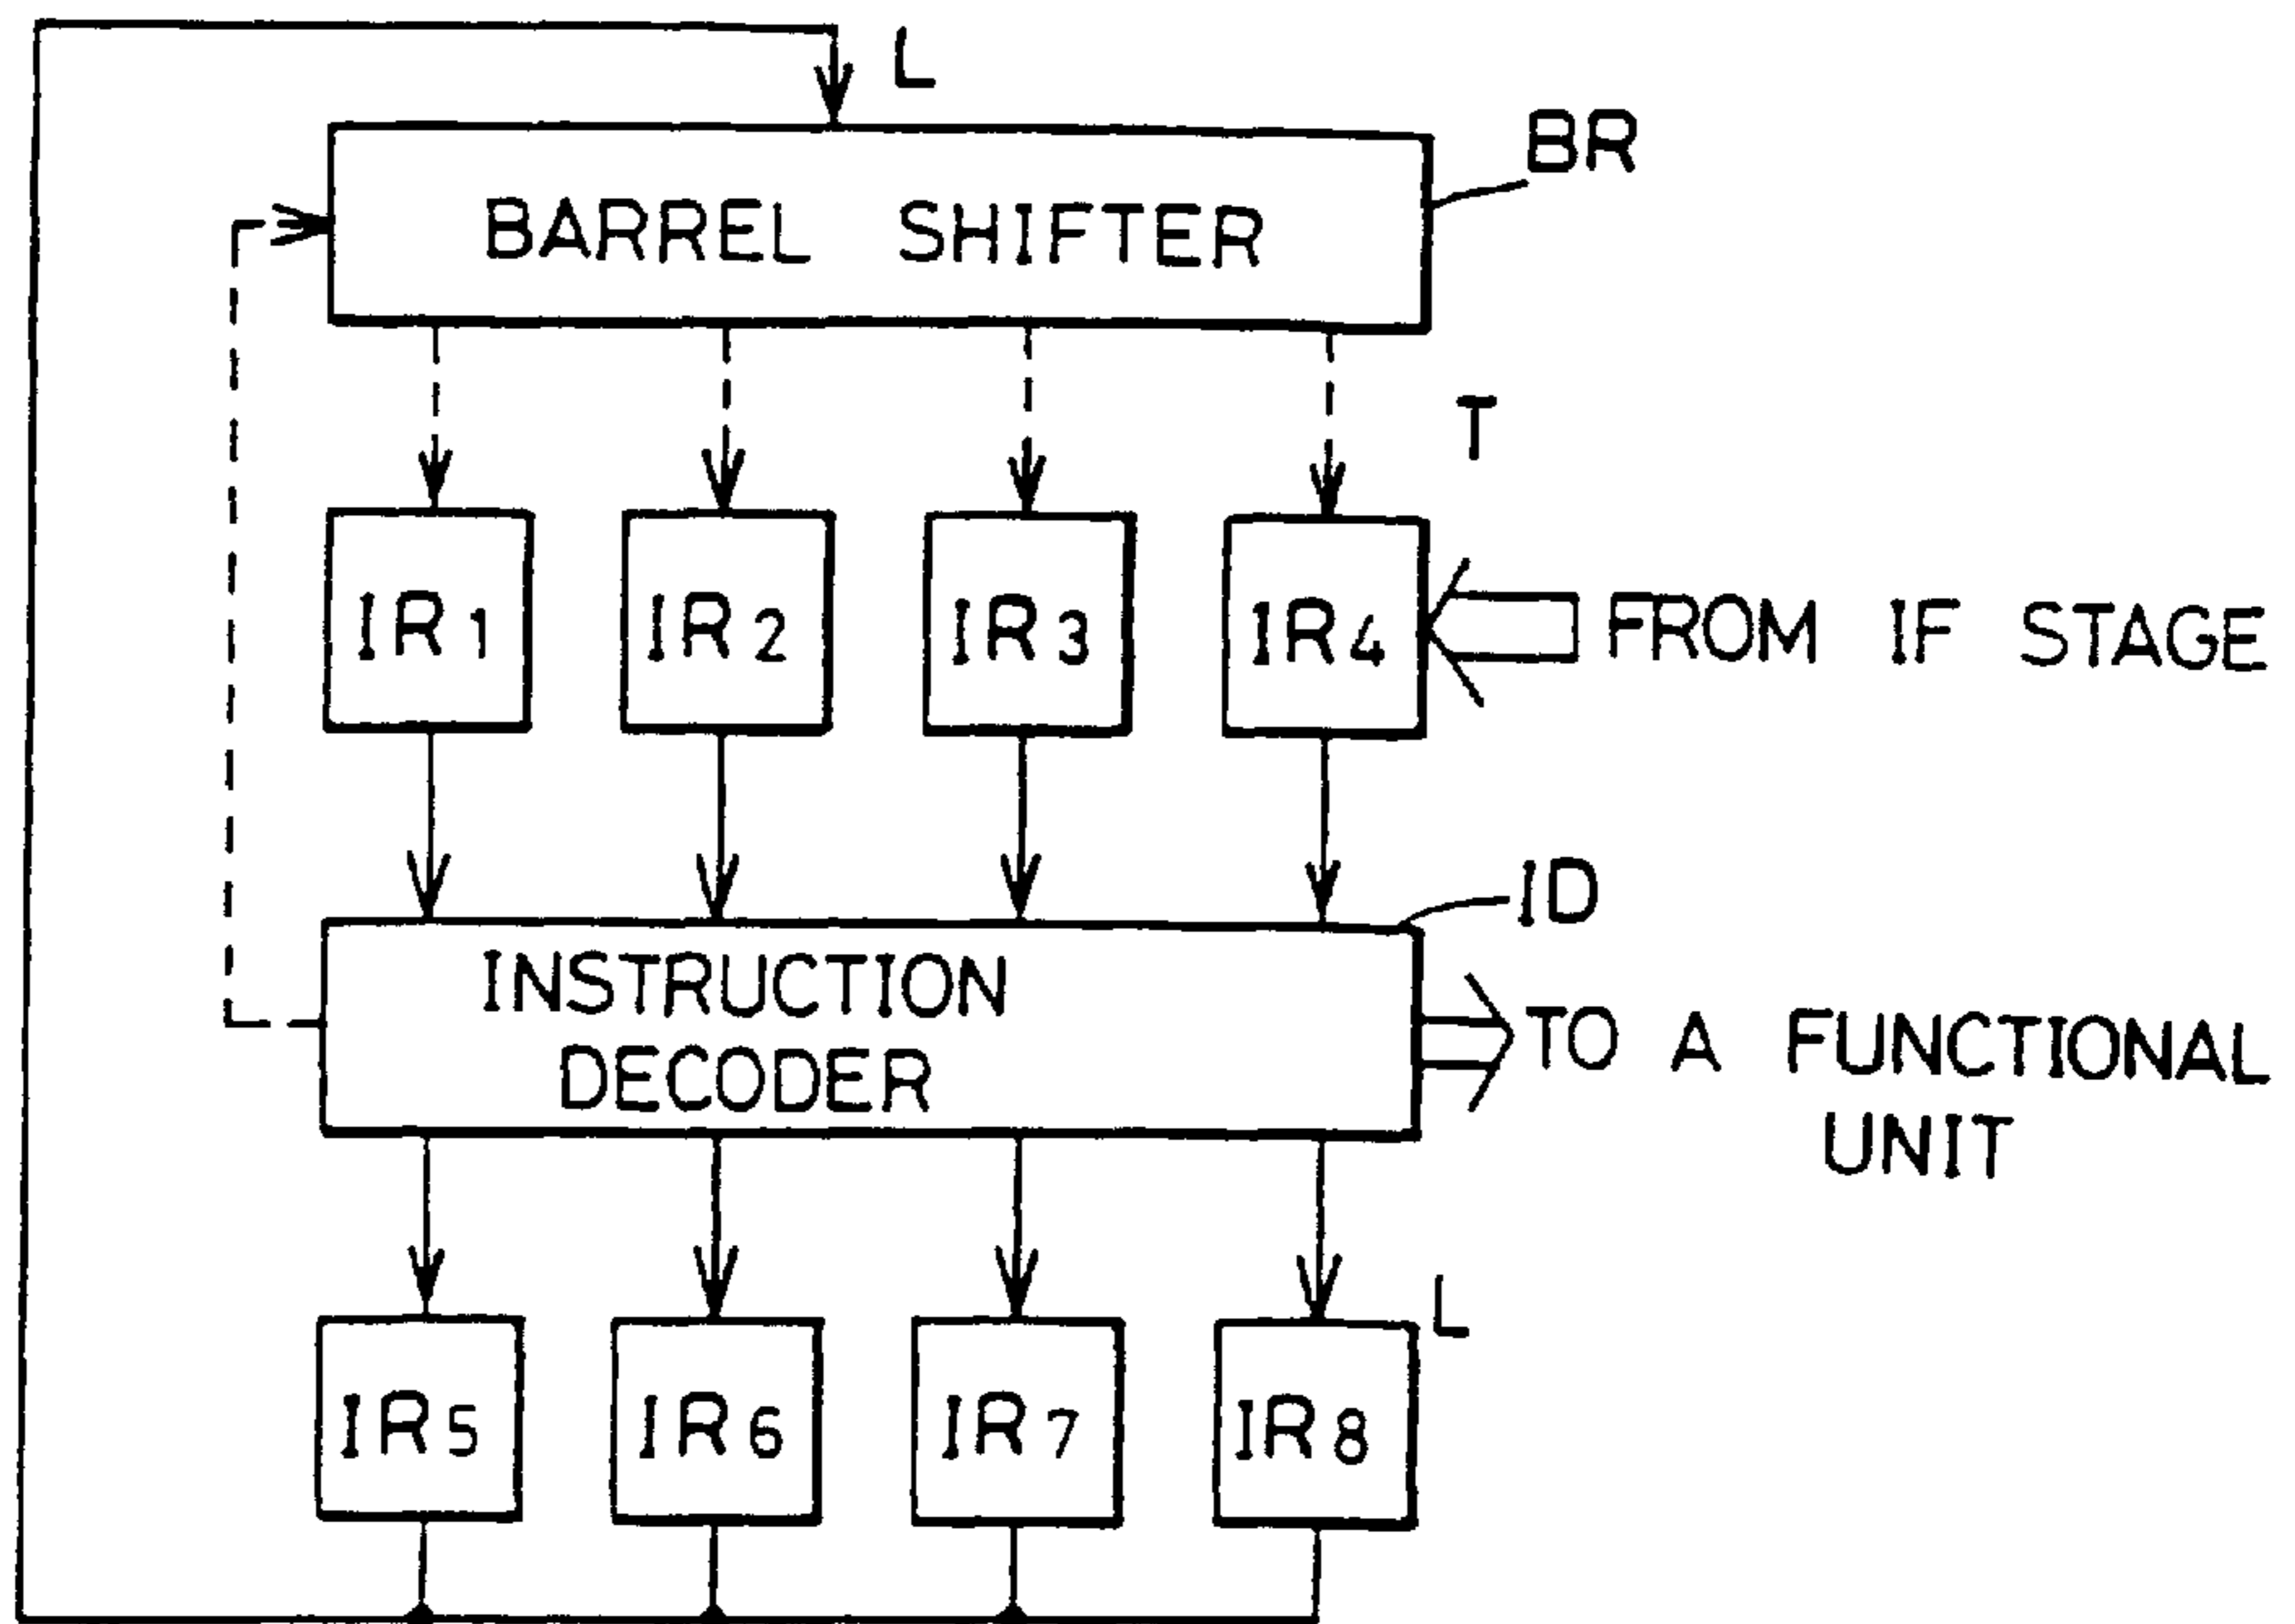 L
BR
BARREL SHIFTER
T
IR1 IR2 IR3 IR4 FROM IF STAGE
ID
INSTRUCTION
DECODER
TO A FUNCTIONAL
UNIT
L
IR5 IR6 IR7 IR8